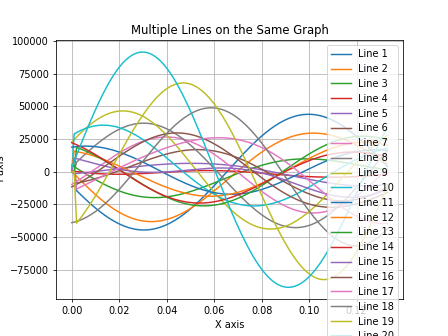 Multiple Lines on the Same Graph
100000
75000
50000
25000
0
−25000
−50000
−75000
0.00
0.02
0.04
0.06
0.08
0.10
X axis
Line 1
Line 2
Line 3
Line 4
Line 5
Line 6
Line 7
Line 8
Line 9
Line 10
Line 11
Line 12
Line 13
Line 14
Line 15
Line 16
Line 17
Line 18
Line 19
Line 20